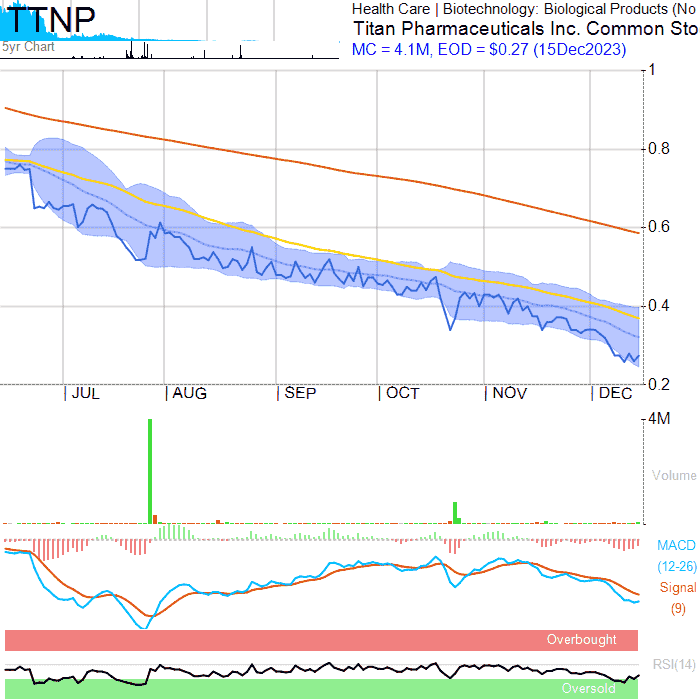 TTNP
5yr Chart
Health Care | Biotechnology: Biological Products (No
Titan Pharmaceuticals Inc. Common Sto
MC = 4.1M, EOD = $0.27 (15Dec2023)
1
0.8
0.6
0.4
0.2
JUL AUG SEP OCT NOV DEC
4M
Volume
MACD
(12-26)
Signal
(9)
Overbought
RSI(14)
Oversold